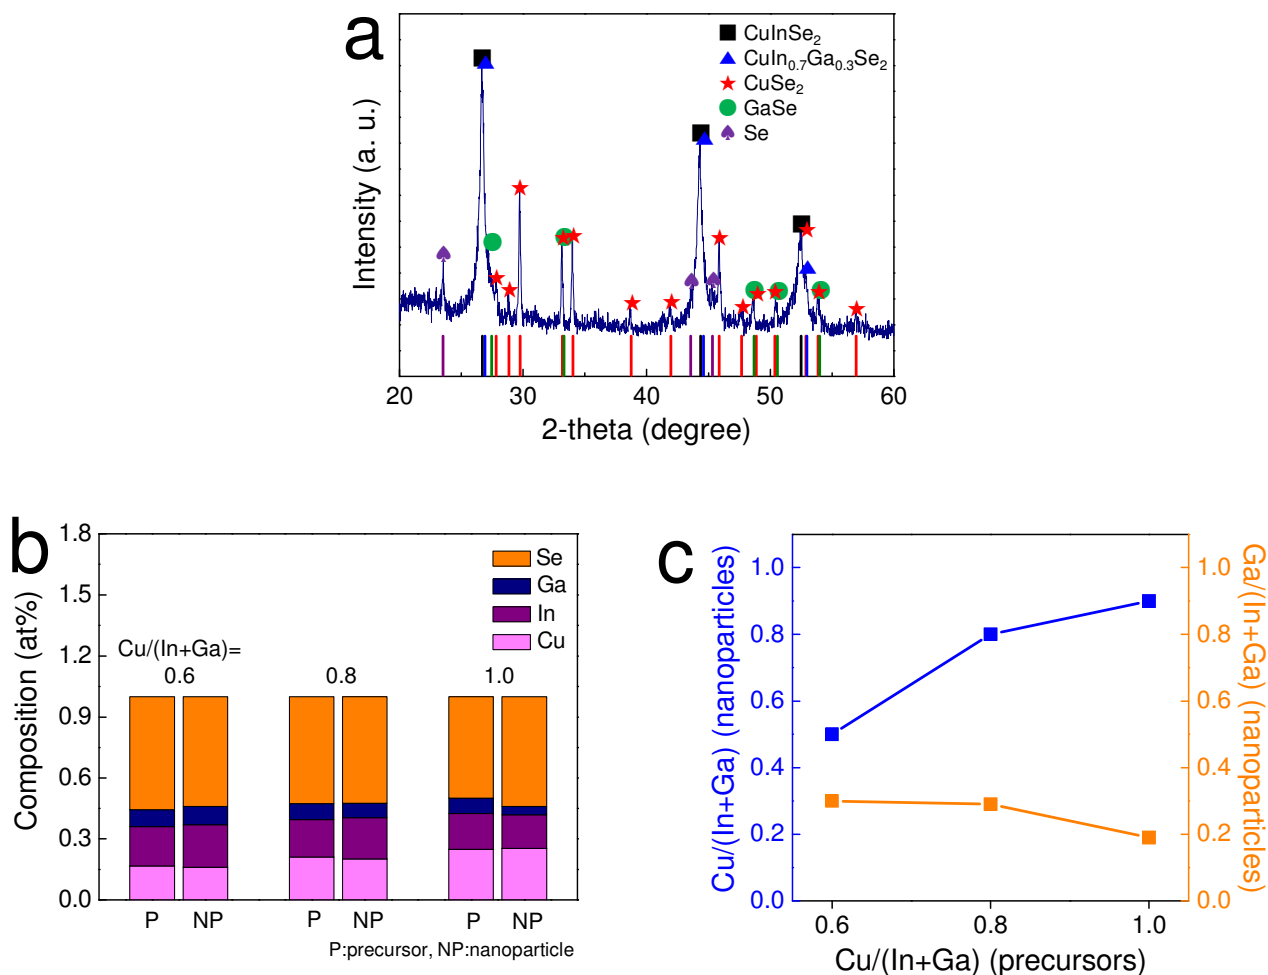 a
CuInSe₂
CuIn₀.₇Ga₀.₃Se₂
CuSe₂
GaSe
Se
Intensity (a. u.)
20 30 40 50 60
2-theta (degree)
b
1.8
1.5
1.2
0.9
0.6
0.3
0.0
Composition (at%)
Se
Ga
In
Cu
Cu/(In+Ga)=
0.6 0.8 1.0
P NP P NP P NP
P:precursor, NP:nanoparticle
c
Cu/(In+Ga) (nanoparticles)
1.0
0.8
0.6
0.4
0.2
0.0
1.0
0.8
0.6
0.4
0.2
0.0
Ga/(In+Ga) (nanoparticles)
0.6 0.8 1.0
Cu/(In+Ga) (precursors)